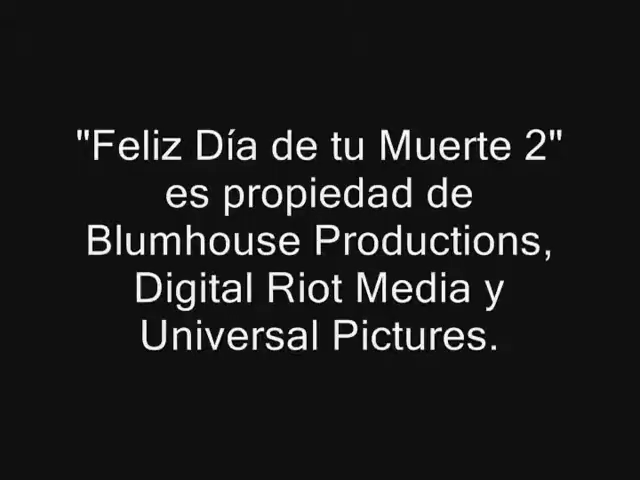 "Feliz Día de tu Muerte 2"
es propiedad de
Blumhouse Productions,
Digital Riot Media y
Universal Pictures.